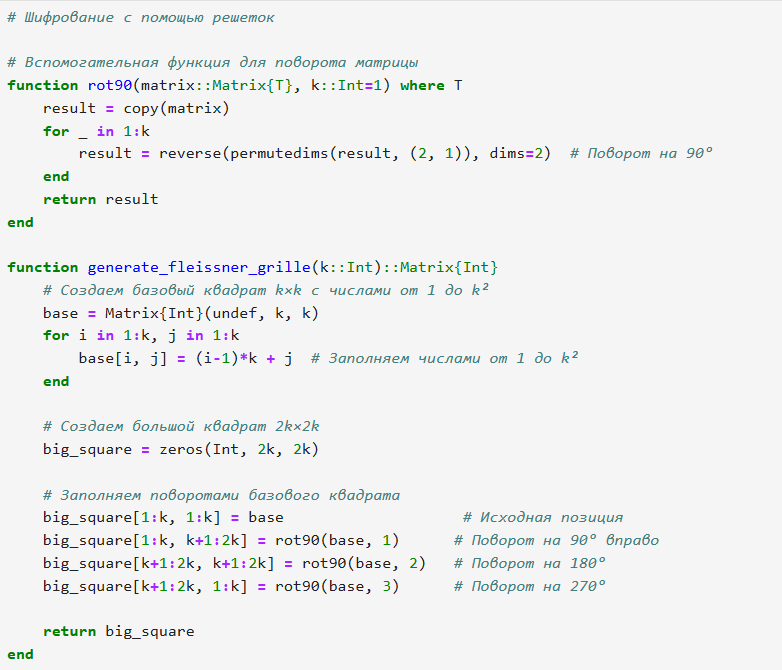 # Шифрование с помощью решеток

# Вспомогательная функция для поворота матрицы
function rot90(matrix::Matrix{T}, k::Int=1) where T
    result = copy(matrix)
    for _ in 1:k
        result = reverse(permutedims(result, (2, 1)), dims=2)  # Поворот на 90°
    end
    return result
end

function generate_fleissner_grille(k::Int)::Matrix{Int}
    # Создаем базовый квадрат k×k с числами от 1 до k²
    base = Matrix{Int}(undef, k, k)
    for i in 1:k, j in 1:k
        base[i, j] = (i-1)*k + j  # Заполняем числами от 1 до k²
    end

    # Создаем большой квадрат 2k×2k
    big_square = zeros(Int, 2k, 2k)

    # Заполняем поворотами базового квадрата
    big_square[1:k, 1:k] = base                    # Исходная позиция
    big_square[1:k, k+1:2k] = rot90(base, 1)      # Поворот на 90° вправо
    big_square[k+1:2k, k+1:2k] = rot90(base, 2)   # Поворот на 180°
    big_square[k+1:2k, 1:k] = rot90(base, 3)      # Поворот на 270°

    return big_square
end